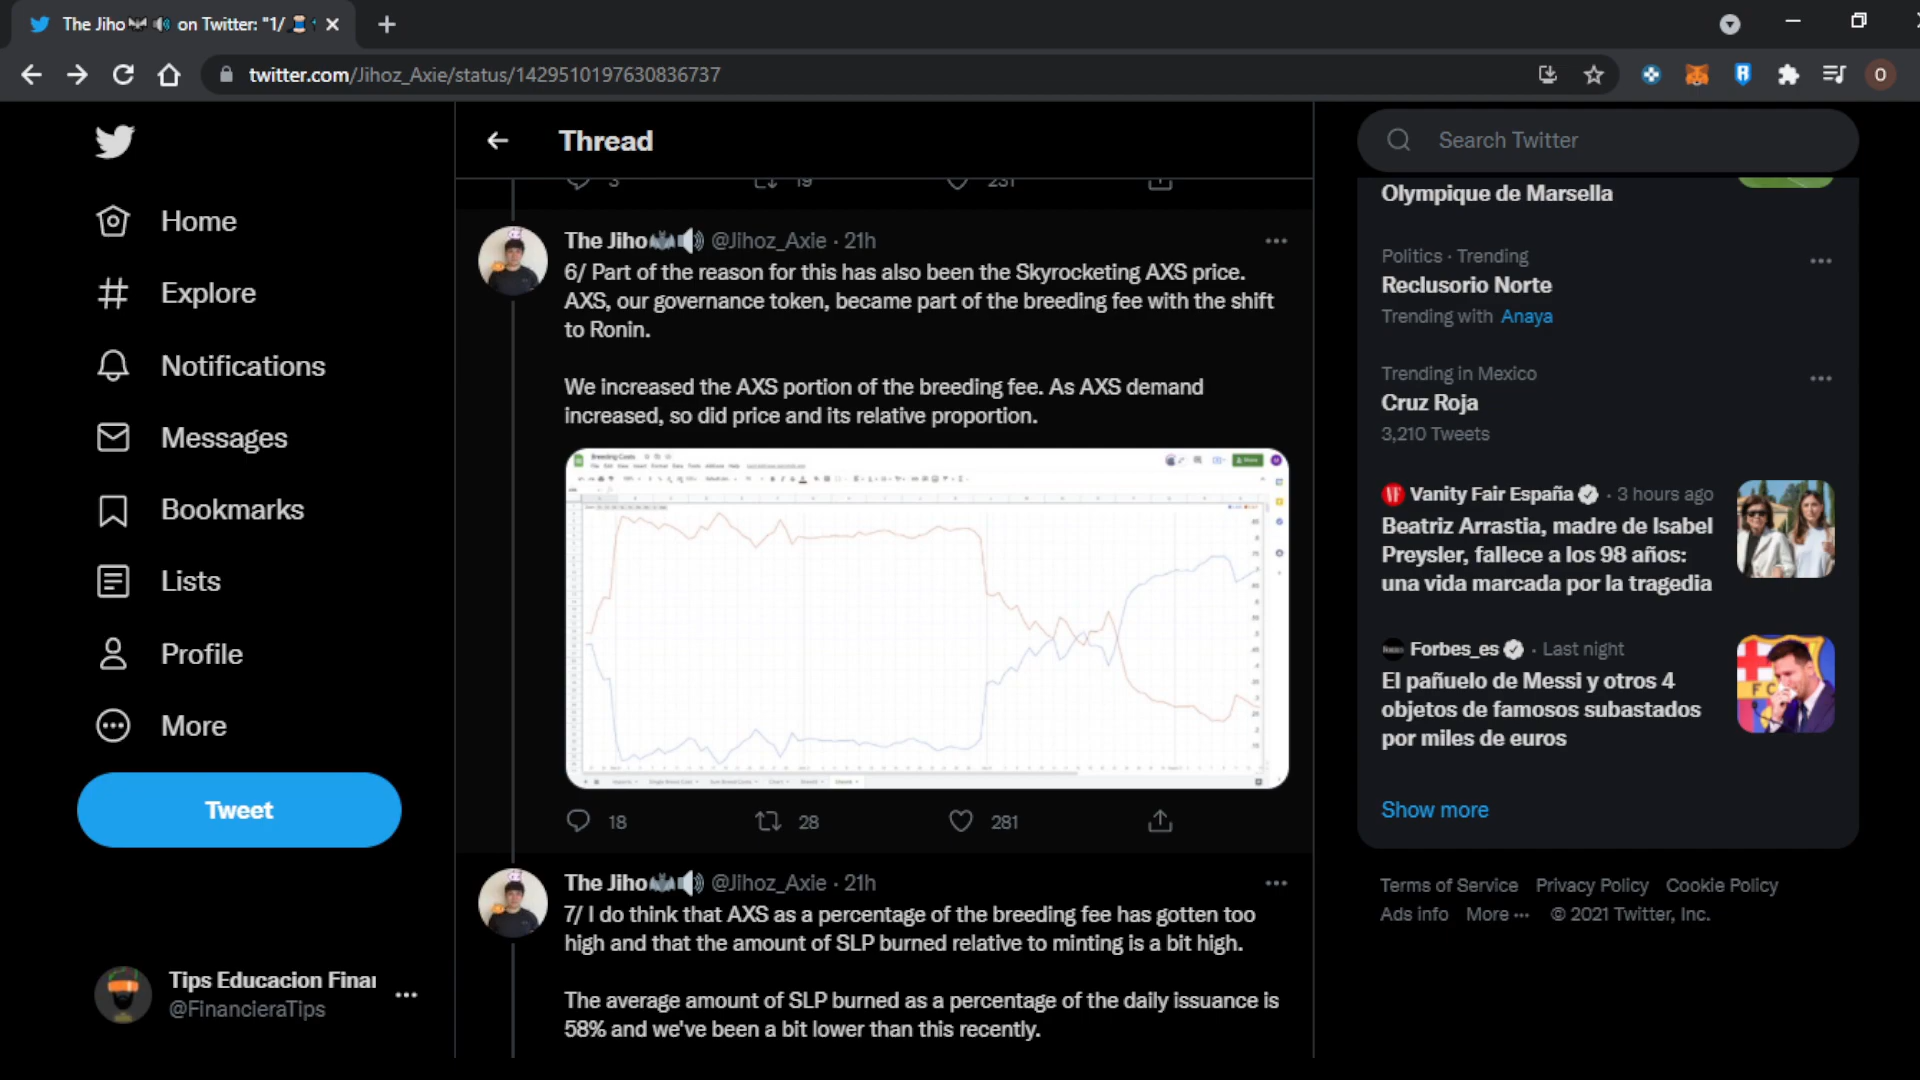 The Jiho on Twitter: "1/
twitter.com/Jihoz_Axie/status/1429510197630836737
O
Home
Explore
Notifications
Messages
Bookmarks
Lists
Profile
More
Tweet
Tips Educacion Finar
@FinancieraTips
Thread
3 19 231
The Jiho @Jihoz_Axie · 21h
6/ Part of the reason for this has also been the Skyrocketing AXS price.
AXS, our governance token, became part of the breeding fee with the shift
to Ronin.
We increased the AXS portion of the breeding fee. As AXS demand
increased, so did price and its relative proportion.
Breeding Costs
18 28 281
The Jiho @Jihoz_Axie · 21h
7/ I do think that AXS as a percentage of the breeding fee has gotten too
high and that the amount of SLP burned relative to minting is a bit high.
The average amount of SLP burned as a percentage of the daily issuance is
58% and we've been a bit lower than this recently.
Search Twitter
Olympique de Marsella
Politics · Trending
Reclusorio Norte
Trending with Anaya
Trending in Mexico
Cruz Roja
3,210 Tweets
VF Vanity Fair España · 3 hours ago
Beatriz Arrastia, madre de Isabel
Preysler, fallece a los 98 años:
una vida marcada por la tragedia
Forbes_es · Last night
El pañuelo de Messi y otros 4
objetos de famosos subastados
por miles de euros
Show more
Terms of Service Privacy Policy Cookie Policy
Ads info More ··· © 2021 Twitter, Inc.